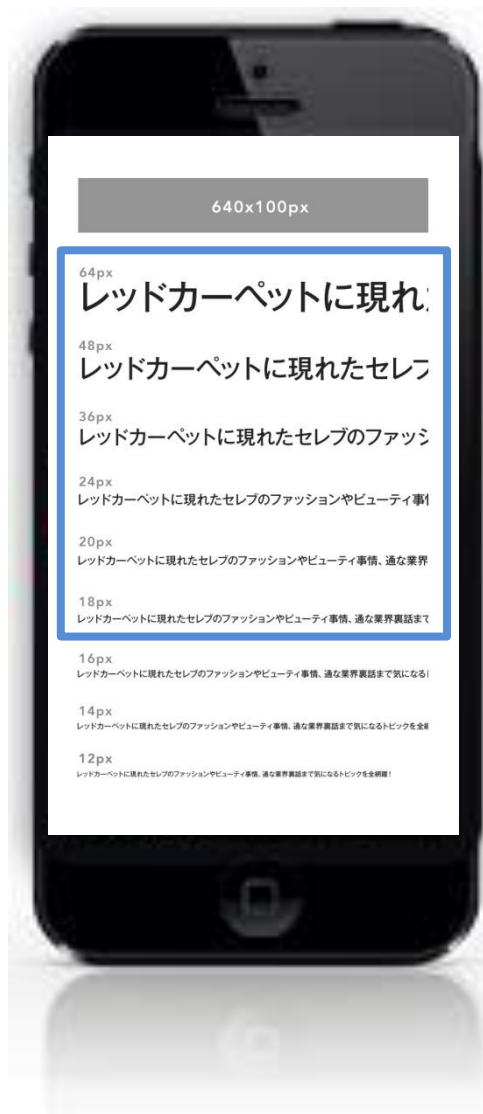 640x100px
64px
レッドカーペットに現れ
48px
レッドカーペットに現れたセレブ
36px
レッドカーペットに現れたセレブのファッシ
24px
レッドカーペットに現れたセレブのファッションやビューティ事情
20px
レッドカーペットに現れたセレブのファッションやビューティ事情、通な業界
18px
レッドカーペットに現れたセレブのファッションやビューティ事情、通な業界裏話まで
16px
レッドカーペットに現れたセレブのファッションやビューティ事情、通な業界裏話まで気になる
14px
レッドカーペットに現れたセレブのファッションやビューティ事情、通な業界裏話まで気になるトピックを全網
12px
レッドカーペットに現れたセレブのファッションやビューティ事情、通な業界裏話まで気になるトピックを全網羅！